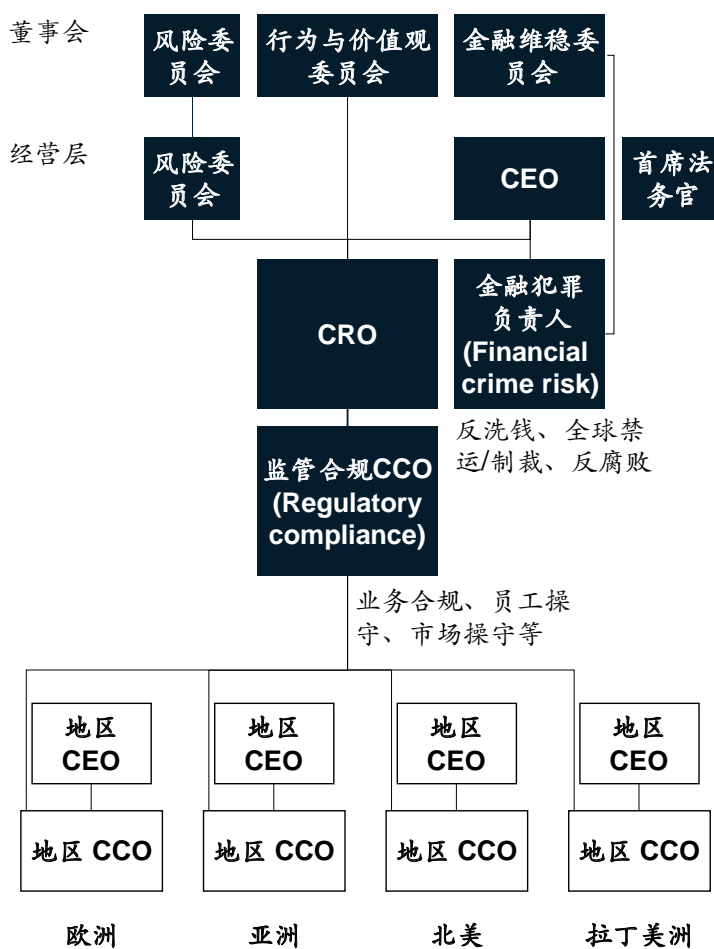 董事会
风险委
员会
行为与价值观
委员会
金融维稳委
员会
经营层
风险委
员会
CEO
首席法
务官
CRO
金融犯罪
负责人
(Financial
crime risk)
反洗钱、全球禁
运/制裁、反腐败
监管合规CCO
(Regulatory
compliance)
业务合规、员工操
守、市场操守等
地区
CEO
地区
CEO
地区
CEO
地区
CEO
地区 CCO
地区 CCO
地区 CCO
地区 CCO
欧洲
亚洲
北美
拉丁美洲